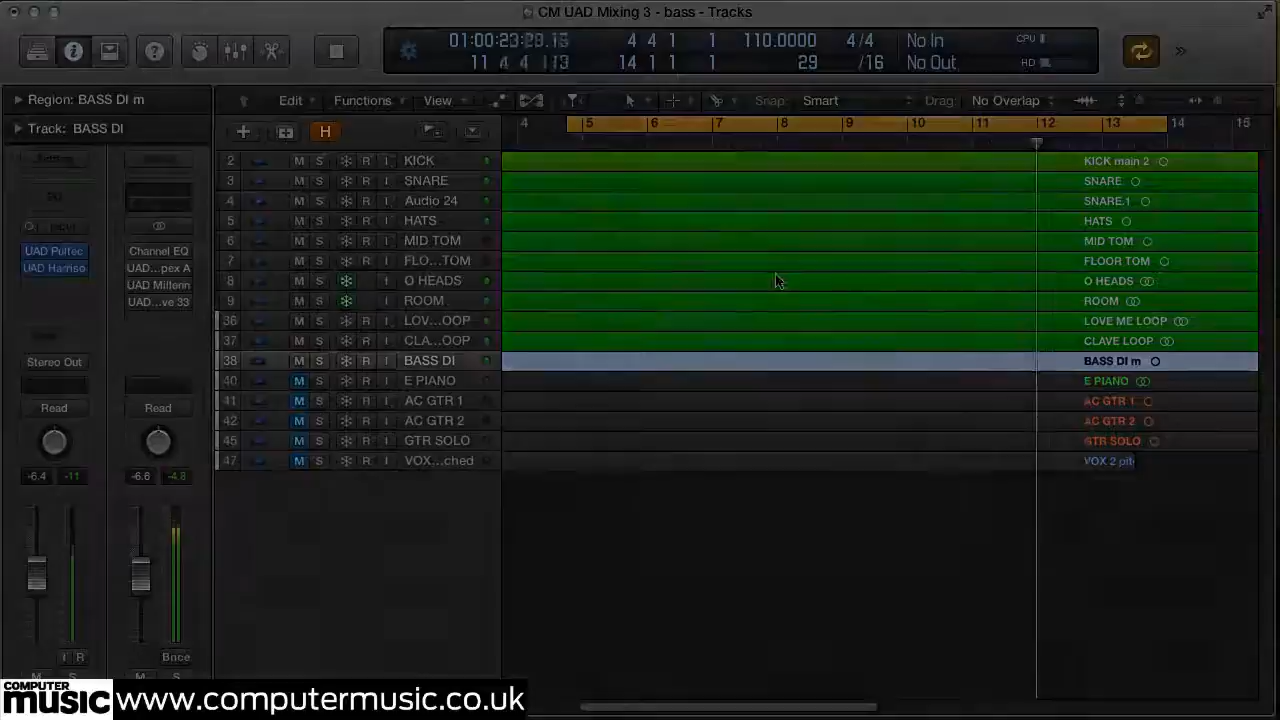 CM UAD Mixing 3 - bass - Tracks
01:00:23:29.13 4 4 1 1 110.0000 4/4 No In CPU
11 4 4 113 14 1 1 1 29 /16 No Out HD
Region: BASS DI m
Edit Functions View Snap: Smart Drag: No Overlap
Track: BASS DI
H
4 5 6 7 8 9 10 11 12 13 14 15
2 M S R I KICK KICK main 2
3 M S R I SNARE SNARE
4 M S R I Audio 24 SNARE.1
5 M S R I HATS HATS
6 M S R I MID TOM MID TOM
7 M S R I FLO...TOM FLOOR TOM
8 M S I O HEADS O HEADS
9 M S R I ROOM ROOM
36 M S R I LOV...OOP LOVE ME LOOP
37 M S R I CLA...OOP CLAVE LOOP
38 M S R I BASS DI BASS DI m
40 M S R I E PIANO E PIANO
41 M S R I AC GTR 1 AC GTR 1
42 M S R I AC GTR 2 AC GTR 2
45 M S R I GTR SOLO GTR SOLO
47 M S R I VOX...ched VOX 2 pit
UAD Pultec Channel EQ
UAD Harriso UAD...pex A
UAD Millenn
UAD...ve 33
Stereo Out
Read Read
-6.4 -11 -6.6 -4.8
I R Bnce
M S M
COMPUTER music www.computermusic.co.uk